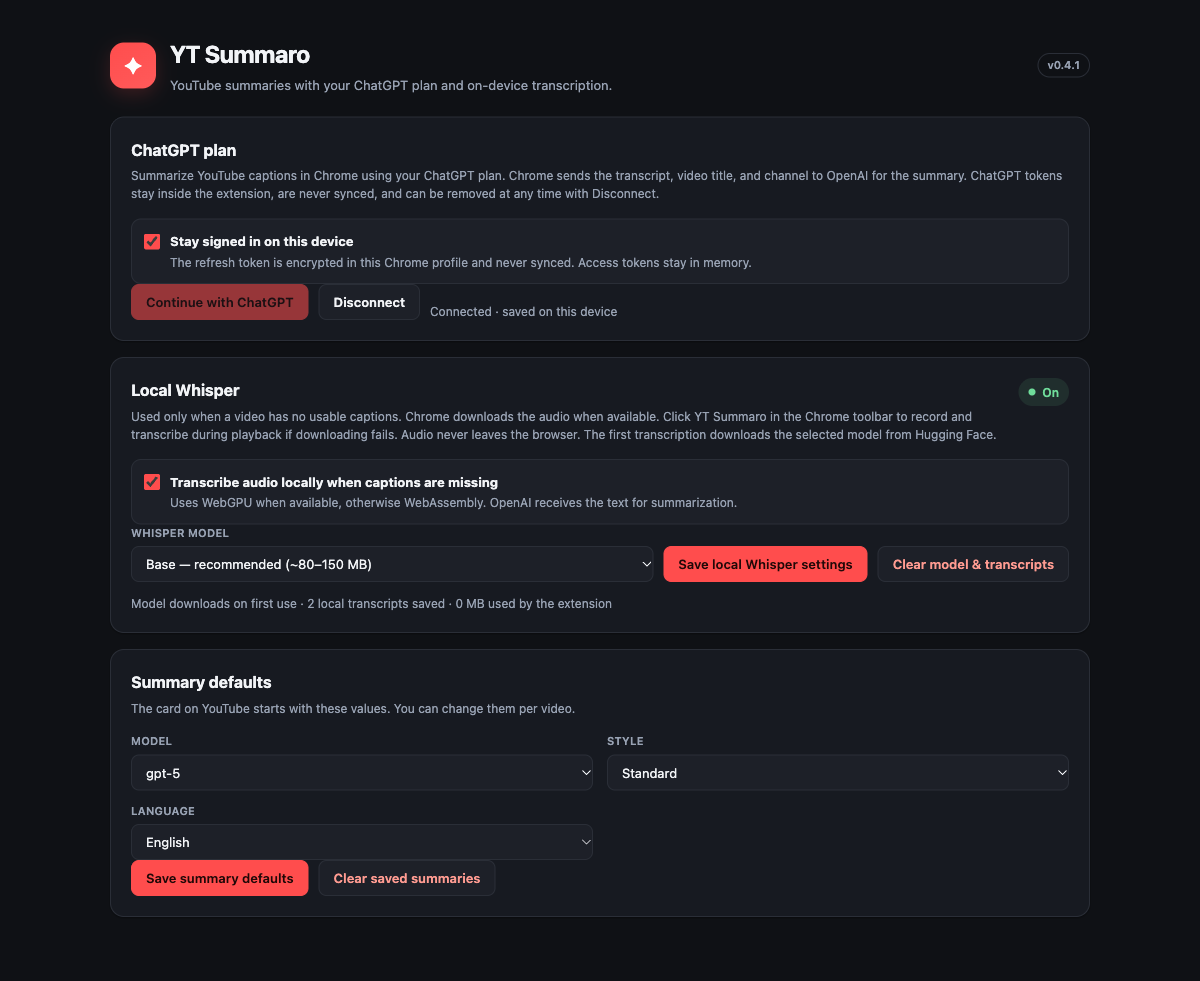 YT Summaro
YouTube summaries with your ChatGPT plan and on-device transcription.
v0.4.1
ChatGPT plan
Summarize YouTube captions in Chrome using your ChatGPT plan. Chrome sends the transcript, video title, and channel to OpenAI for the summary. ChatGPT tokens
stay inside the extension, are never synced, and can be removed at any time with Disconnect.
Stay signed in on this device
The refresh token is encrypted in this Chrome profile and never synced. Access tokens stay in memory.
Continue with ChatGPT
Disconnect
Connected · saved on this device
Local Whisper
On
Used only when a video has no usable captions. Chrome downloads the audio when available. Click YT Summaro in the Chrome toolbar to record and
transcribe during playback if downloading fails. Audio never leaves the browser. The first transcription downloads the selected model from Hugging Face.
Transcribe audio locally when captions are missing
Uses WebGPU when available, otherwise WebAssembly. OpenAI receives the text for summarization.
WHISPER MODEL
Base — recommended (~80–150 MB)
Save local Whisper settings
Clear model & transcripts
Model downloads on first use · 2 local transcripts saved · 0 MB used by the extension
Summary defaults
The card on YouTube starts with these values. You can change them per video.
MODEL
STYLE
gpt-5
Standard
LANGUAGE
English
Save summary defaults
Clear saved summaries